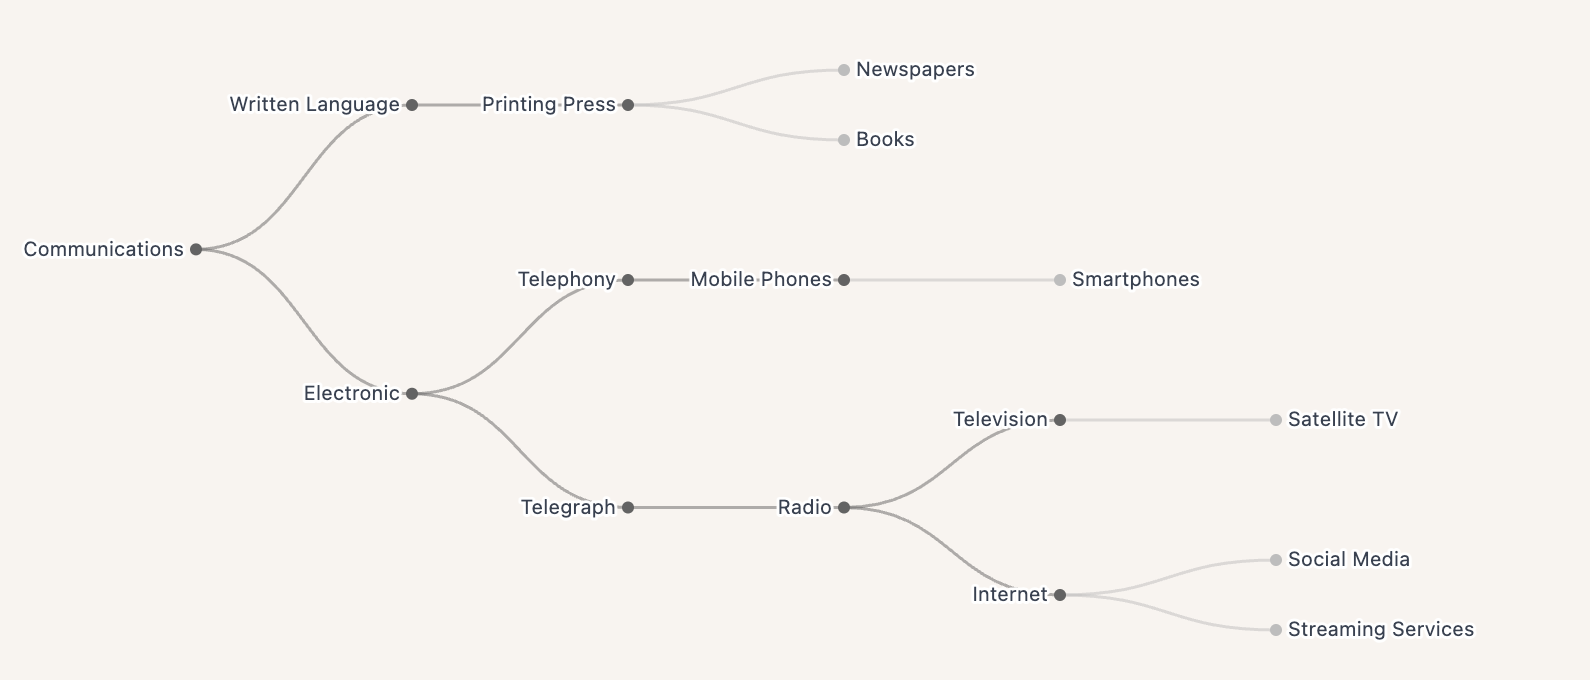 Newspapers
Written Language
Printing Press
Books
Communications
Telephony
Mobile Phones
Smartphones
Electronic
Television
Satellite TV
Telegraph
Radio
Social Media
Internet
Streaming Services